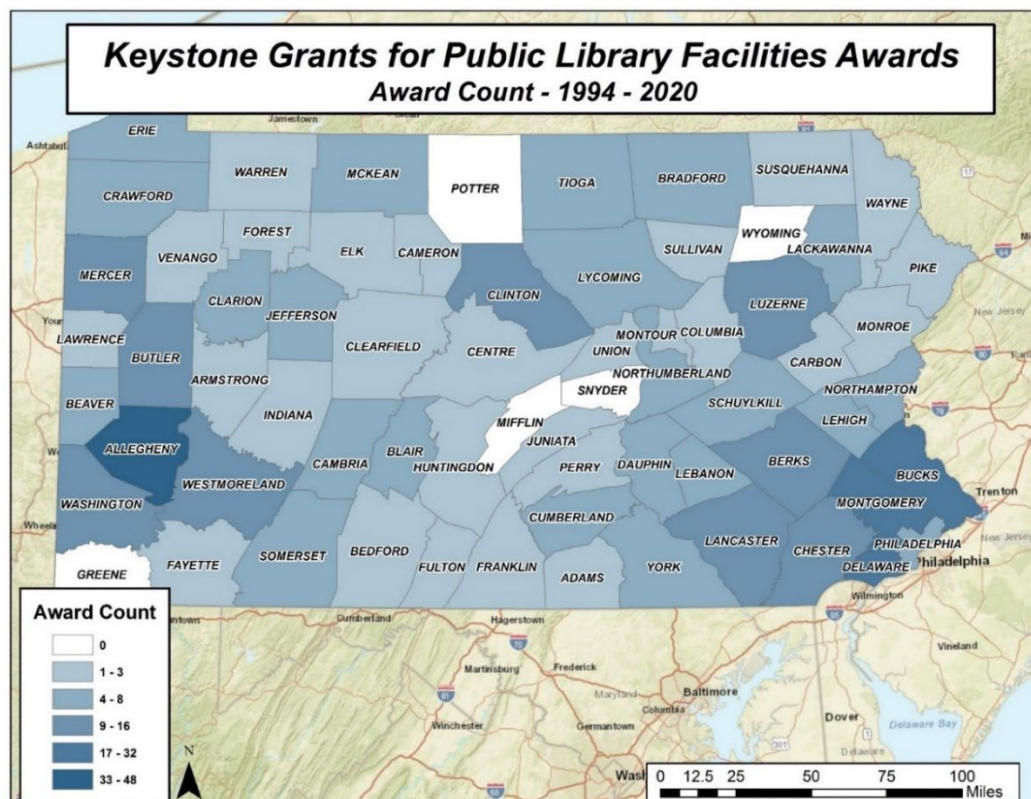 Keystone Grants for Public Library Facilities Awards
Award Count - 1994 - 2020
Jamestown
ERIE
Ashtabula
WARREN
MCKEAN
POTTER
TIOGA
BRADFORD
SUSQUEHANNA
CRAWFORD
WAYNE
FOREST
WYOMING
VENANGO
ELK
CAMERON
SULLIVAN
LACKAWANNA
MERCER
LYCOMING
PIKE
CLINTON
CLARION
LUZERNE
JEFFERSON
New Jersey
LAWRENCE
MONTOUR
COLUMBIA
MONROE
BUTLER
CLEARFIELD
CENTRE
UNION
CARBON
ARMSTRONG
NORTHUMBERLAND
BEAVER
SNYDER
NORTHAMPTON
INDIANA
MIFFLIN
SCHUYLKILL
LEHIGH
ALLEGHENY
JUNIATA
BLAIR
CAMBRIA
HUNTINGDON
PERRY
DAUPHIN
LEBANON
BERKS
BUCKS
WESTMORELAND
WASHINGTON
MONTGOMERY
Trenton
CUMBERLAND
LANCASTER
CHESTER
PHILADELPHIA
New Jersey
SOMERSET
BEDFORD
FAYETTE
FULTON
FRANKLIN
YORK
DELAWARE
Philadelphia
GREENE
ADAMS
Wilmington
Award Count
Cumberland
Hagerstown
Vineland
0
1 - 3
4 - 8
9 - 16
17 - 32
33 - 48
Martinsburg
Frederick
Maryland
Baltimore
Columbia
Winchester
Germantown
Dover
Delaware Bay
Delaware
N
0 12.5 25 50 75 100
Miles